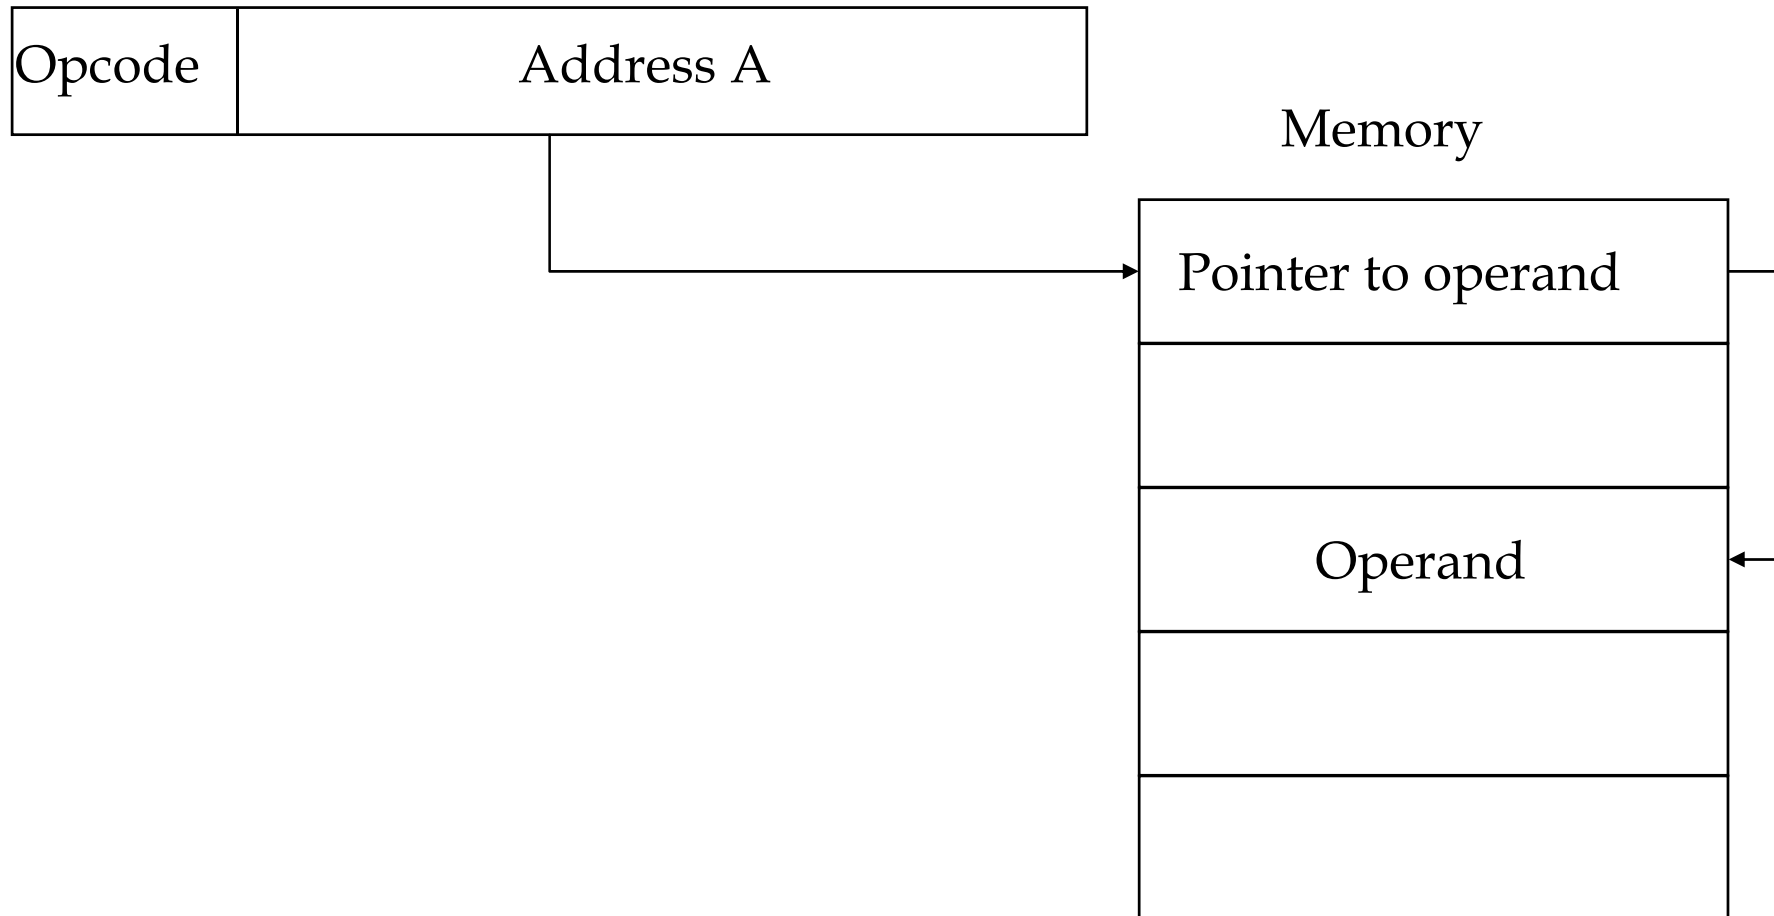 Opcode
Address A
Memory
Pointer to operand
Operand